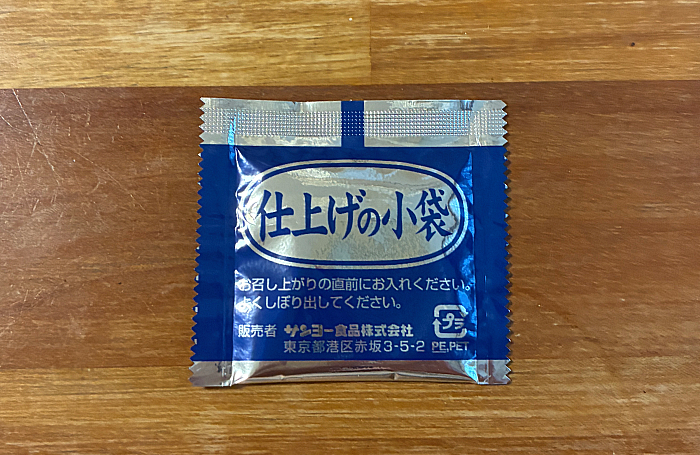 仕上げの小袋
お召し上がりの直前にお入れください。
よくしぼり出してください。
販売者 サンヨー食品株式会社
東京都港区赤坂3-5-2
プラ
PE,PET